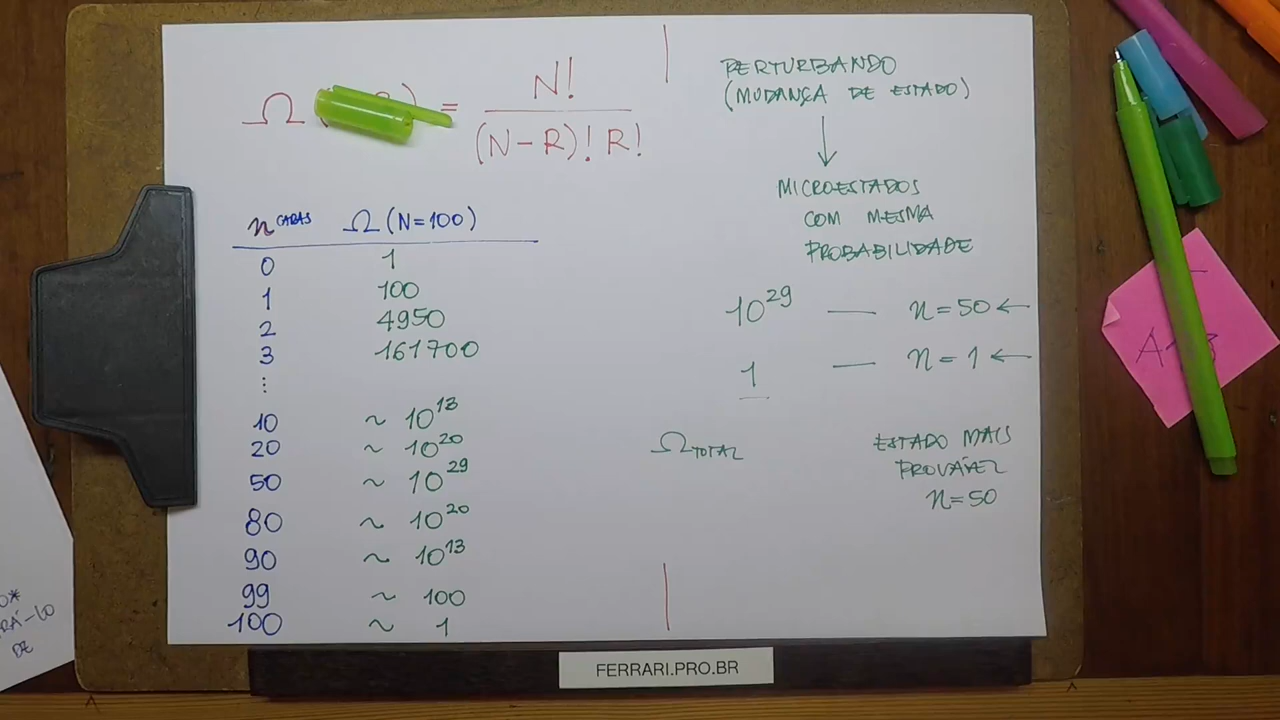 Ω ( ) = N! / (N-R)! R!
n CARAS Ω (N=100)
0 1
1 100
2 4950
3 161700
⋮
10 ~ 10^13
20 ~ 10^20
50 ~ 10^29
80 ~ 10^20
90 ~ 10^13
99 ~ 100
100 ~ 1
PERTURBANDO
(MUDANÇA DE ESTADO)
↓
MICROESTADOS
COM MESMA
PROBABILIDADE
10^29 — n=50 ←
1 — n=1 ←
Ω TOTAL
ESTADO MAIS
PROVÁVEL
n=50
FERRARI.PRO.BR
DE